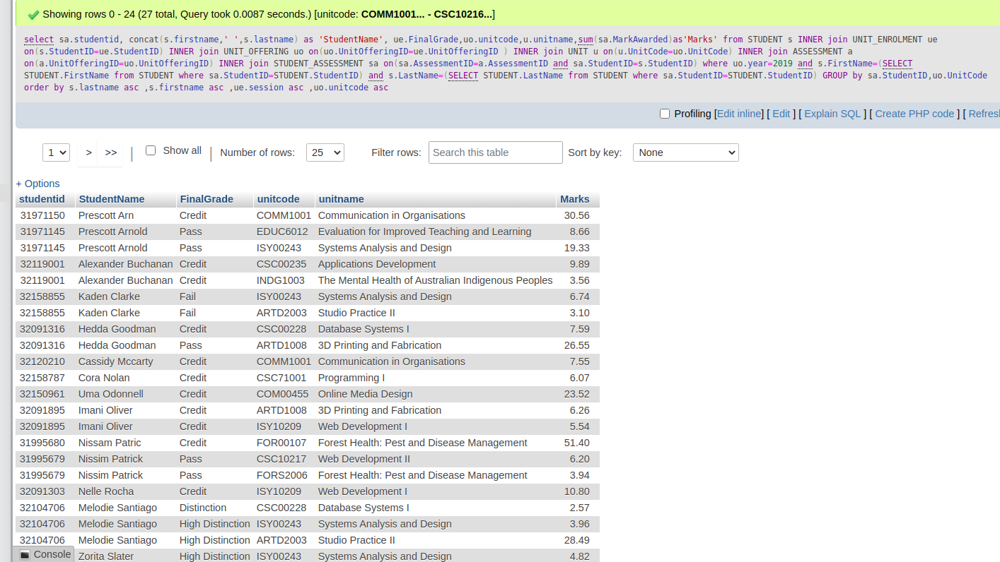 Showing rows 0 - 24 (27 total, Query took 0.0087 seconds.) [unitcode: COMM1001... - CSC10216...]
select sa.studentid, concat(s.firstname,' ',s.lastname) as 'StudentName', ue.FinalGrade,uo.unitcode,u.unitname,sum(sa.MarkAwarded)as'Marks' from STUDENT s INNER join UNIT_ENROLMENT ue
on(s.StudentID=ue.StudentID) INNER join UNIT_OFFERING uo on(uo.UnitOfferingID=ue.UnitOfferingID ) INNER join UNIT u on(u.UnitCode=uo.UnitCode) INNER join ASSESSMENT a
on(a.UnitOfferingID=uo.UnitOfferingID) INNER join STUDENT_ASSESSMENT sa on(sa.AssessmentID=a.AssessmentID and sa.StudentID=s.StudentID) where uo.year=2019 and s.FirstName=(SELECT
STUDENT.FirstName from STUDENT where sa.StudentID=STUDENT.StudentID) and s.LastName=(SELECT STUDENT.LastName from STUDENT where sa.StudentID=STUDENT.StudentID) GROUP by sa.StudentID,uo.UnitCode
order by s.lastname asc ,s.firstname asc ,ue.session asc ,uo.unitcode asc
Profiling [Edit inline] [ Edit ] [ Explain SQL ] [ Create PHP code ] [ Refresh
1 > >> | Show all | Number of rows: 25 Filter rows: Search this table Sort by key: None
+ Options
studentid StudentName FinalGrade unitcode unitname Marks
31971150 Prescott Arn Credit COMM1001 Communication in Organisations 30.56
31971145 Prescott Arnold Pass EDUC6012 Evaluation for Improved Teaching and Learning 8.66
31971145 Prescott Arnold Pass ISY00243 Systems Analysis and Design 19.33
32119001 Alexander Buchanan Credit CSC00235 Applications Development 9.89
32119001 Alexander Buchanan Credit INDG1003 The Mental Health of Australian Indigenous Peoples 3.56
32158855 Kaden Clarke Fail ISY00243 Systems Analysis and Design 6.74
32158855 Kaden Clarke Fail ARTD2003 Studio Practice II 3.10
32091316 Hedda Goodman Credit CSC00228 Database Systems I 7.59
32091316 Hedda Goodman Pass ARTD1008 3D Printing and Fabrication 26.55
32120210 Cassidy Mccarty Credit COMM1001 Communication in Organisations 7.55
32158787 Cora Nolan Credit CSC71001 Programming I 6.07
32150961 Uma Odonnell Credit COM00455 Online Media Design 23.52
32091895 Imani Oliver Credit ARTD1008 3D Printing and Fabrication 6.26
32091895 Imani Oliver Credit ISY10209 Web Development I 5.54
31995680 Nissam Patric Credit FOR00107 Forest Health: Pest and Disease Management 51.40
31995679 Nissim Patrick Pass CSC10217 Web Development II 6.20
31995679 Nissim Patrick Pass FORS2006 Forest Health: Pest and Disease Management 3.94
32091303 Nelle Rocha Credit ISY10209 Web Development I 10.80
32104706 Melodie Santiago Distinction CSC00228 Database Systems I 2.57
32104706 Melodie Santiago High Distinction ISY00243 Systems Analysis and Design 3.96
32104706 Melodie Santiago High Distinction ARTD2003 Studio Practice II 28.49
Console Zorita Slater High Distinction ISY00243 Systems Analysis and Design 4.82